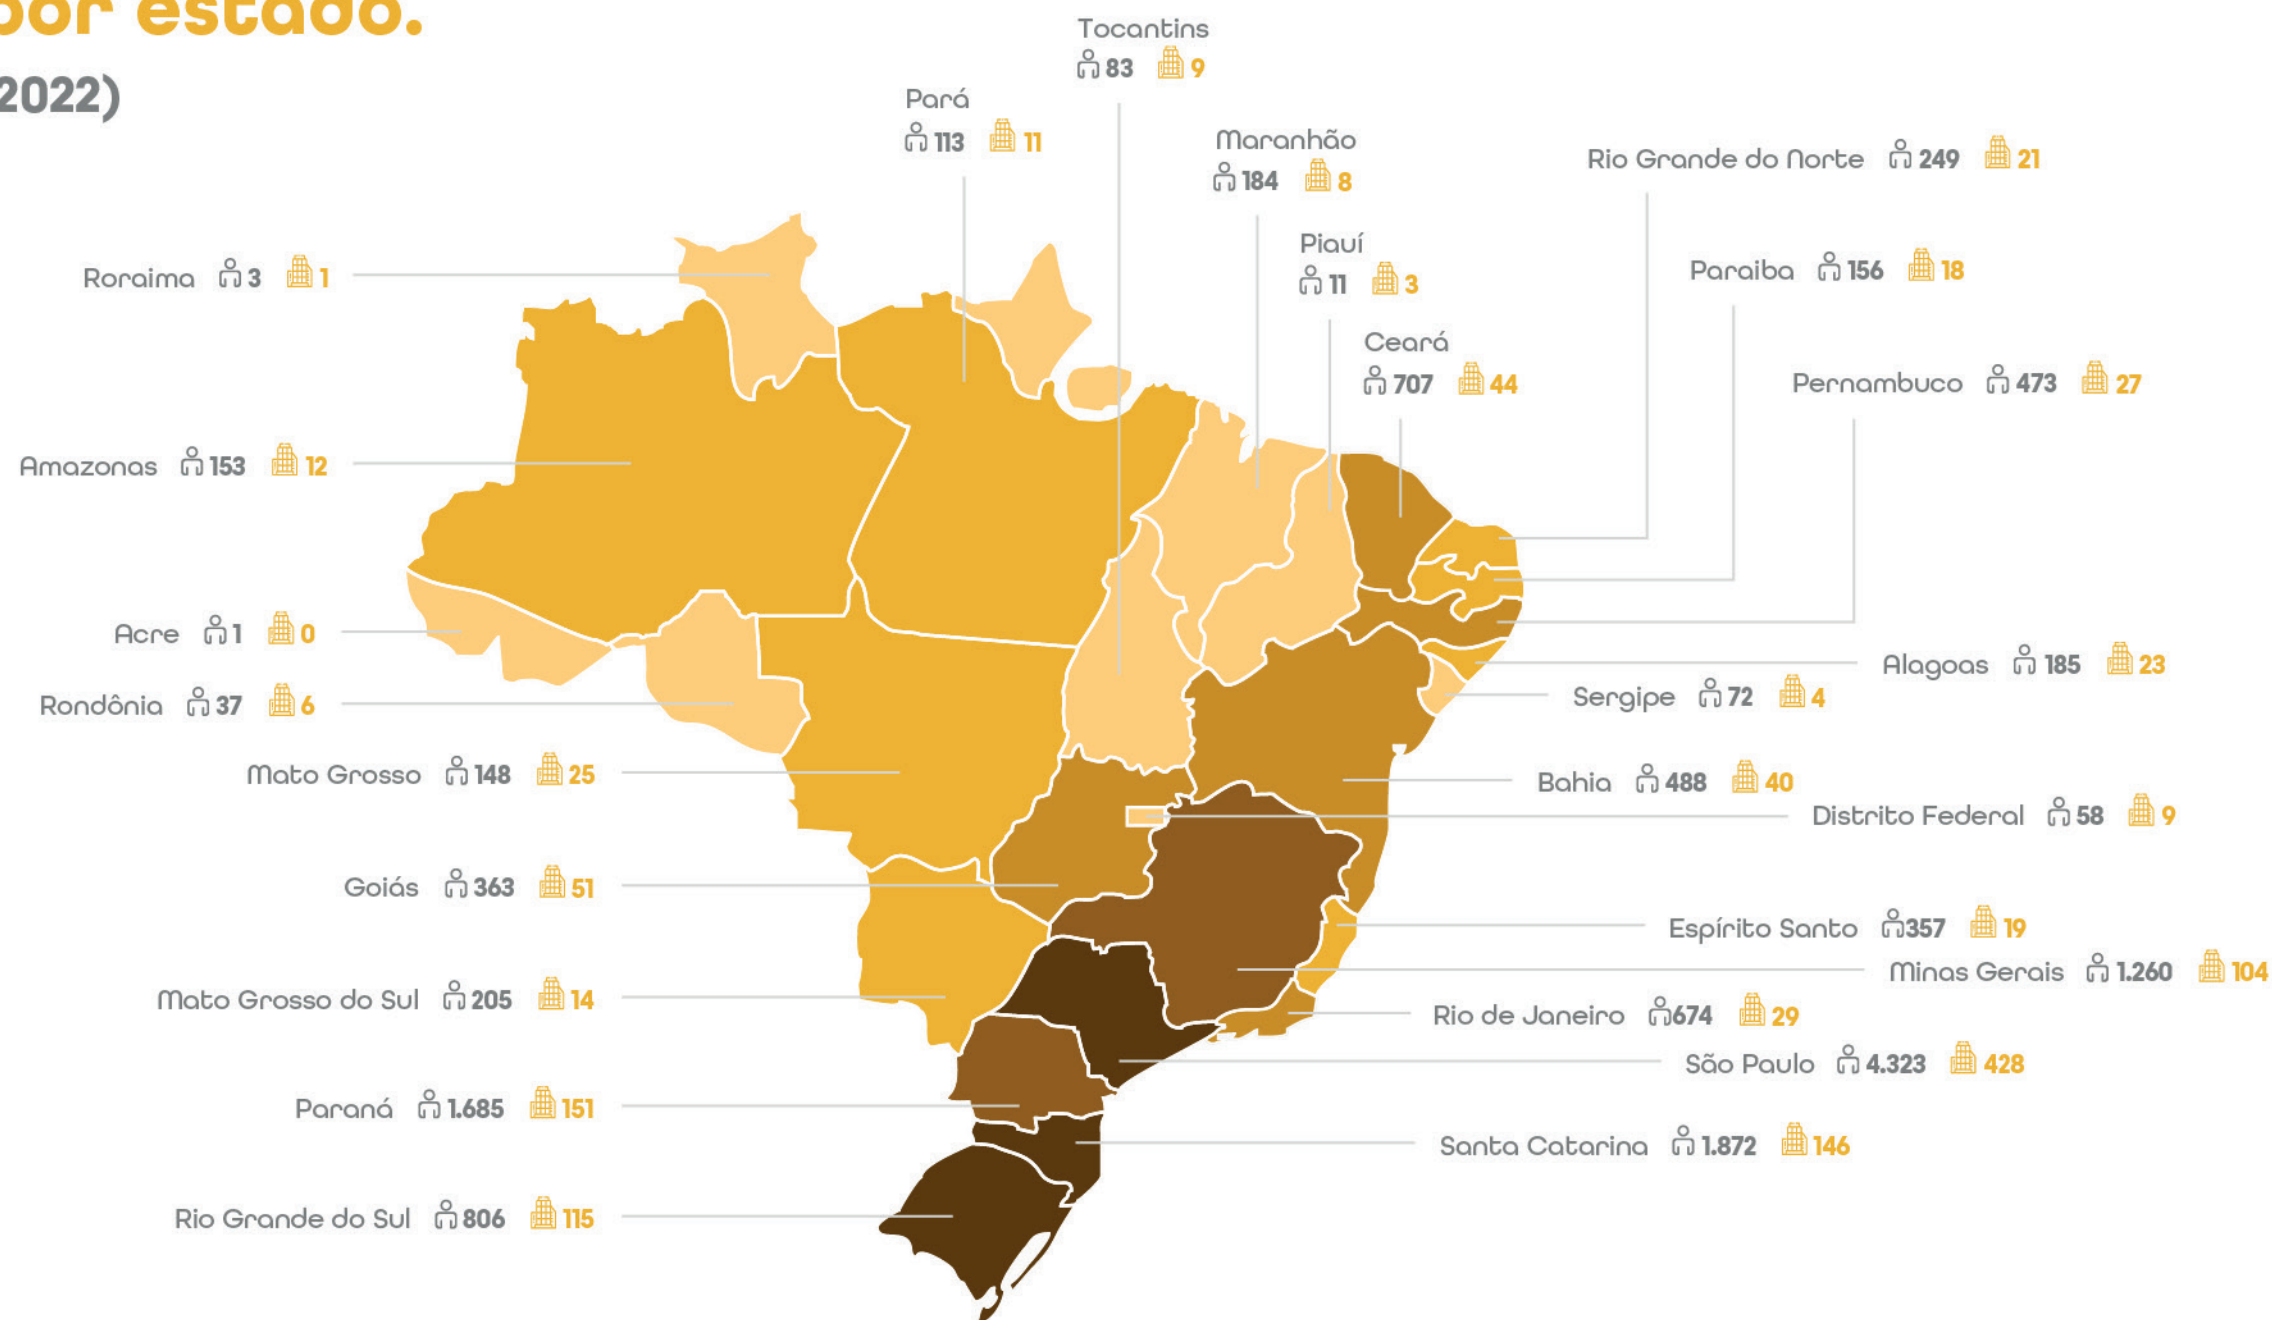 por estado.
2022)
Tocantins
83 9
Pará
113 11
Maranhão
184 8
Rio Grande do Norte 249 21
Piauí
11 3
Paraiba 156 18
Roraima 3 1
Ceará
707 44
Pernambuco 473 27
Amazonas 153 12
Acre 1 0
Alagoas 185 23
Sergipe 72 4
Rondônia 37 6
Mato Grosso 148 25
Bahia 488 40
Distrito Federal 58 9
Goiás 363 51
Espírito Santo 357 19
Minas Gerais 1.260 104
Mato Grosso do Sul 205 14
Rio de Janeiro 674 29
São Paulo 4.323 428
Paraná 1.685 151
Santa Catarina 1.872 146
Rio Grande do Sul 806 115